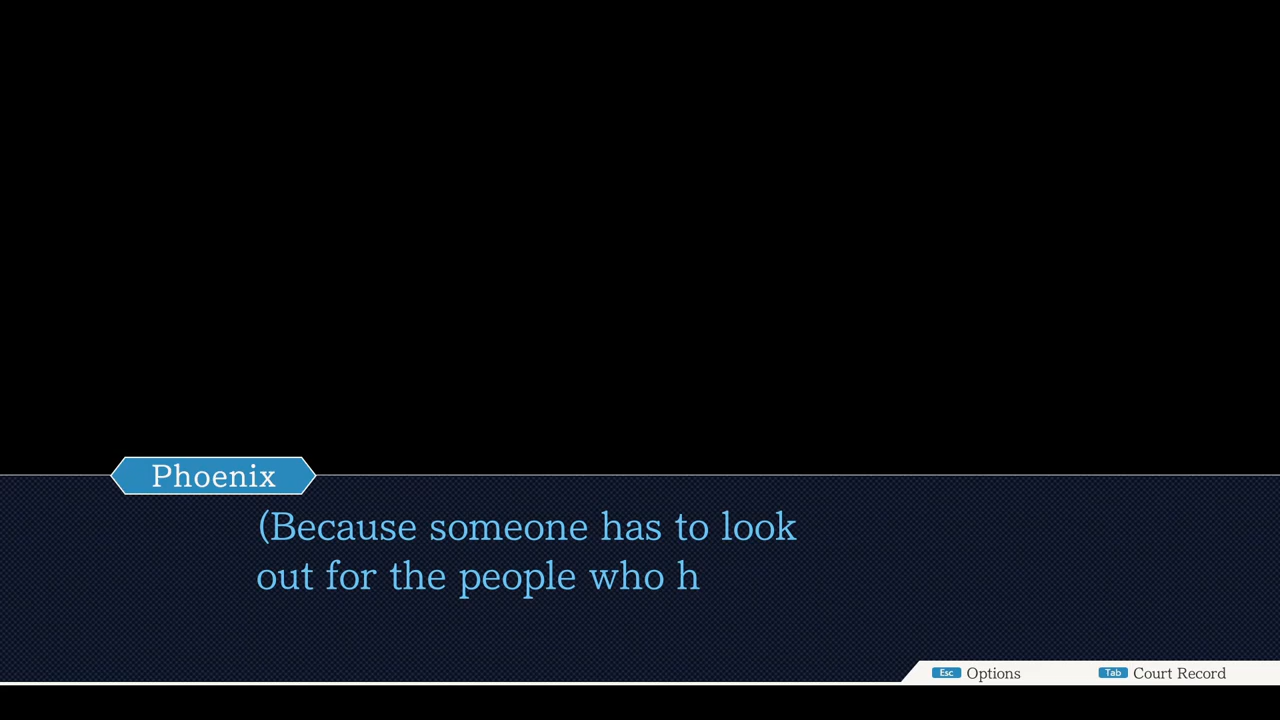 Phoenix
(Because someone has to look
out for the people who h
Esc Options Tab Court Record